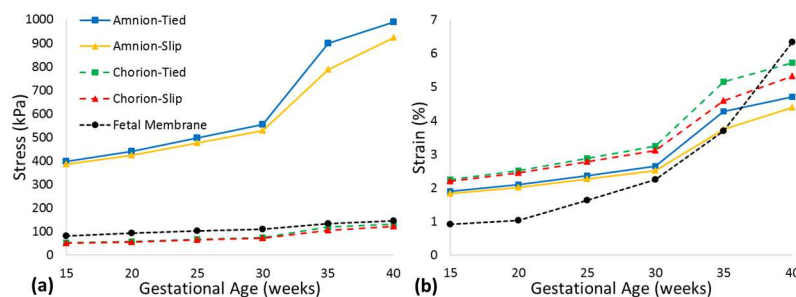 1000
900
800
700
600
500
400
300
200
100
0
Stress (kPa)
Amnion-Tied
Amnion-Slip
Chorion-Tied
Chorion-Slip
Fetal Membrane
15 20 25 30 35 40
(a) Gestational Age (weeks)
7
6
5
4
3
2
1
0
Strain (%)
15 20 25 30 35 40
(b) Gestational Age (weeks)